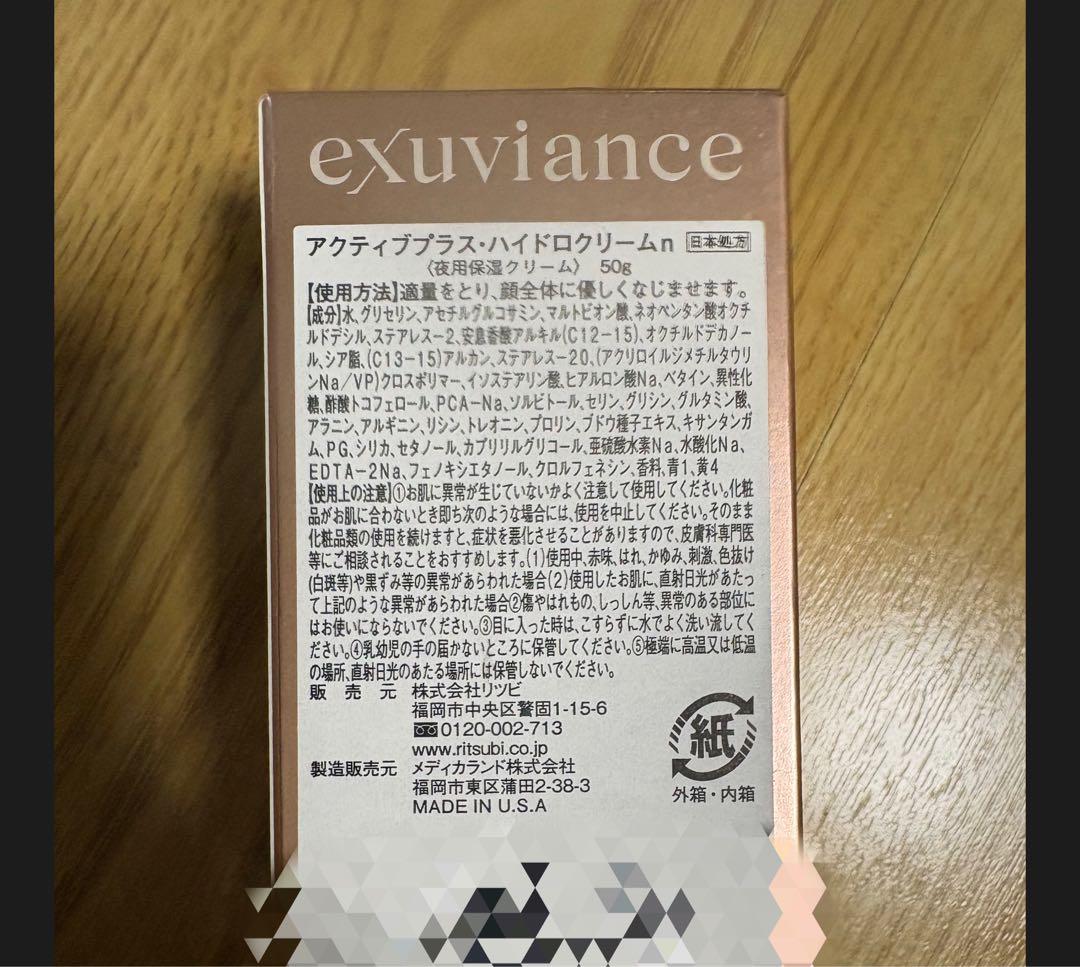 exuviance
アクティブプラス・ハイドロクリームn 日本処方
〈夜用保湿クリーム〉 50g
【使用方法】適量をとり、顔全体に優しくなじませます。
【成分】水、グリセリン、アセチルグルコサミン、マルトビオン酸、ネオペンタン酸オクチ
ルドデシル、ステアレス-2、安息香酸アルキル(C12-15)、オクチルドデカノー
ル、シア脂、(C13-15)アルカン、ステアレス-20、(アクリロイルジメチルタウリ
ンNa/VP)クロスポリマー、イソステアリン酸、ヒアルロン酸Na、ベタイン、異性化
糖、酢酸トコフェロール、PCA-Na、ソルビトール、セリン、グリシン、グルタミン酸、
アラニン、アルギニン、リシン、トレオニン、プロリン、ブドウ種子エキス、キサンタンガ
ム、PG、シリカ、セタノール、カプリリルグリコール、亜硫酸水素Na、水酸化Na、
EDTA-2Na、フェノキシエタノール、クロルフェネシン、香料、青1、黄4
【使用上の注意】①お肌に異常が生じていないかよく注意して使用してください。化粧
品がお肌に合わないとき即ち次のような場合には、使用を中止してください。そのまま
化粧品類の使用を続けますと、症状を悪化させることがありますので、皮膚科専門医
等にご相談されることをおすすめします。(1)使用中、赤味、はれ、かゆみ、刺激、色抜け
(白斑等)や黒ずみ等の異常があらわれた場合(2)使用したお肌に、直射日光があたっ
て上記のような異常があらわれた場合②傷やはれもの、しっしん等、異常のある部位に
はお使いにならないでください。③目に入った時は、こすらずに水でよく洗い流してく
ださい。④乳幼児の手の届かないところに保管してください。⑤極端に高温又は低温
の場所、直射日光のあたる場所には保管しないでください。
販売元 株式会社リツビ
福岡市中央区警固1-15-6
0120-002-713
www.ritsubi.co.jp
製造販売元 メディカランド株式会社
福岡市東区蒲田2-38-3
MADE IN U.S.A
紙
外箱・内箱